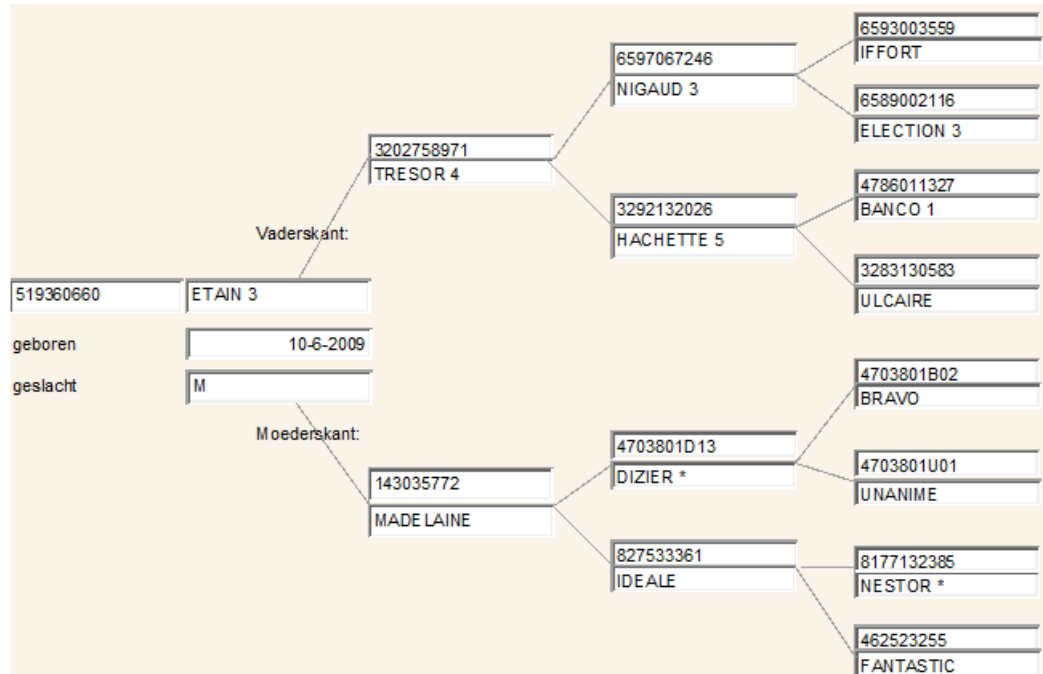 6593003559
IFFORT
6597067246
NIGAUD 3
6589002116
ELECTION 3
3202758971
TRESOR 4
4786011327
BANCO 1
3292132026
HACHETTE 5
Vaderskant:
3283130583
ULCAIRE
519360660 ETAIN 3
geboren 10-6-2009
geslacht M
4703801B02
BRAVO
Moederskant:
4703801D13
DIZIER *
4703801U01
UNANIME
143035772
MADELAINE
827533361
IDEALE
8177132385
NESTOR *
462523255
FANTASTIC